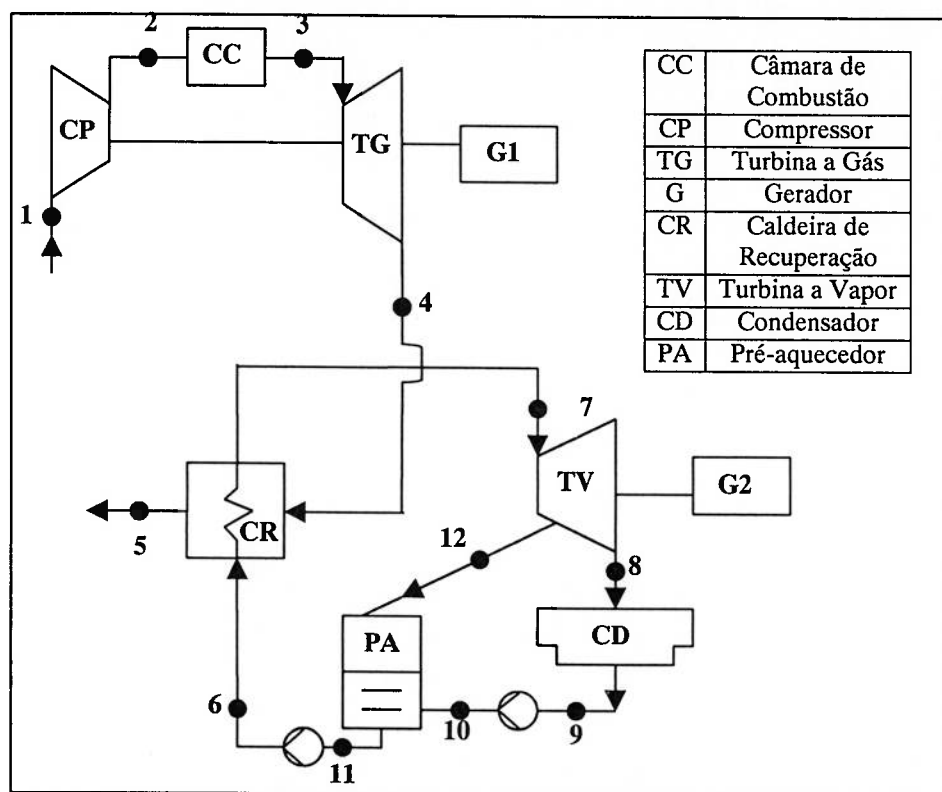 2
3
CC
CP
TG
G1
1
4
CC Câmara de
Combustão
CP Compressor
TG Turbina a Gás
G Gerador
CR Caldeira de
Recuperação
TV Turbina a Vapor
CD Condensador
PA Pré-aquecedor
7
TV
G2
CR
5
12
8
PA
CD
6
10
9
11